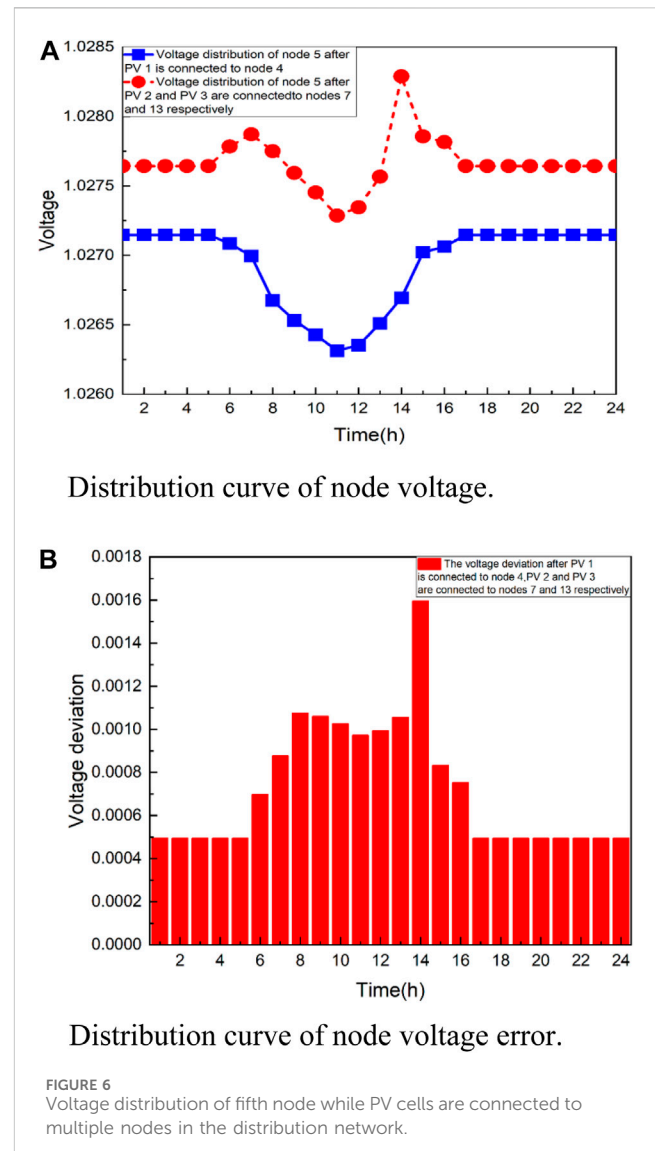 A
Voltage distribution of node 5 after
PV 1 is connected to node 4
Voltage distribution of node 5 after
PV 2 and PV 3 are connectedto nodes 7
and 13 respectively
1.0285
1.0280
1.0275
1.0270
1.0265
1.0260
Voltage
2 4 6 8 10 12 14 16 18 20 22 24
Time(h)
Distribution curve of node voltage.
B
The voltage deviation after PV 1
is connected to node 4,PV 2 and PV 3
are connected to nodes 7 and 13 respectively
0.0018
0.0016
0.0014
0.0012
0.0010
0.0008
0.0006
0.0004
0.0002
0.0000
Voltage deviation
2 4 6 8 10 12 14 16 18 20 22 24
Time(h)
Distribution curve of node voltage error.
FIGURE 6
Voltage distribution of fifth node while PV cells are connected to
multiple nodes in the distribution network.